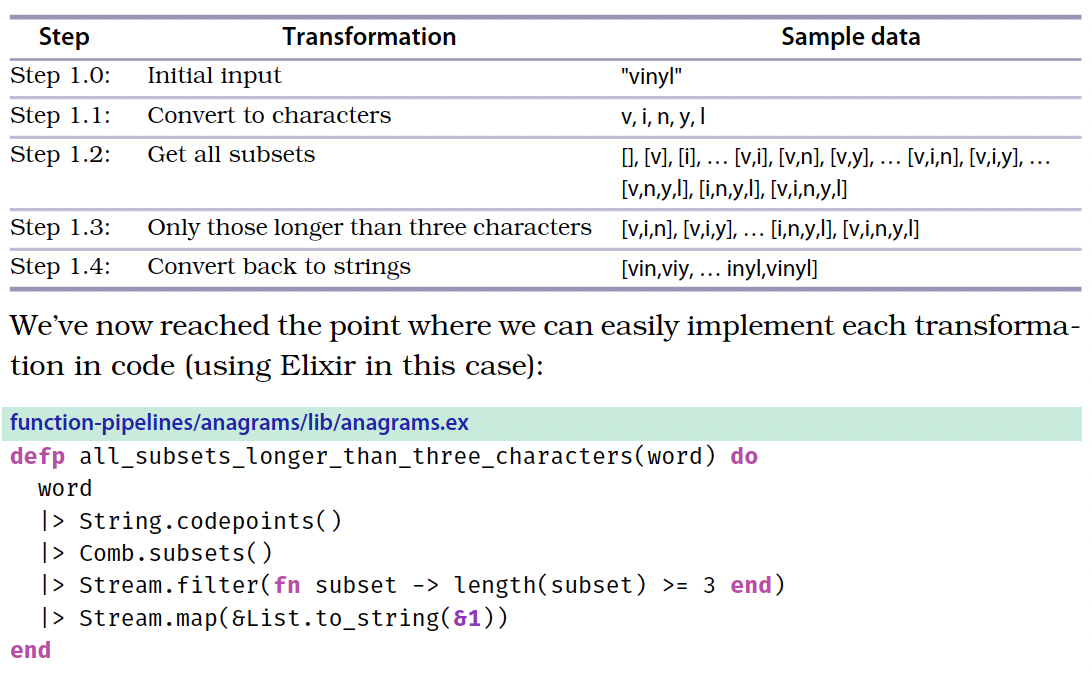 Step Transformation Sample data
Step 1.0: Initial input "vinyl"
Step 1.1: Convert to characters v, i, n, y, l
Step 1.2: Get all subsets [], [v], [i], … [v,i], [v,n], [v,y], … [v,i,n], [v,i,y], …
[v,n,y,l], [i,n,y,l], [v,i,n,y,l]
Step 1.3: Only those longer than three characters [v,i,n], [v,i,y], … [i,n,y,l], [v,i,n,y,l]
Step 1.4: Convert back to strings [vin,viy, … inyl,vinyl]
We’ve now reached the point where we can easily implement each transforma-
tion in code (using Elixir in this case):
function-pipelines/anagrams/lib/anagrams.ex
defp all_subsets_longer_than_three_characters(word) do
  word
  |> String.codepoints()
  |> Comb.subsets()
  |> Stream.filter(fn subset -> length(subset) >= 3 end)
  |> Stream.map(&List.to_string(&1))
end